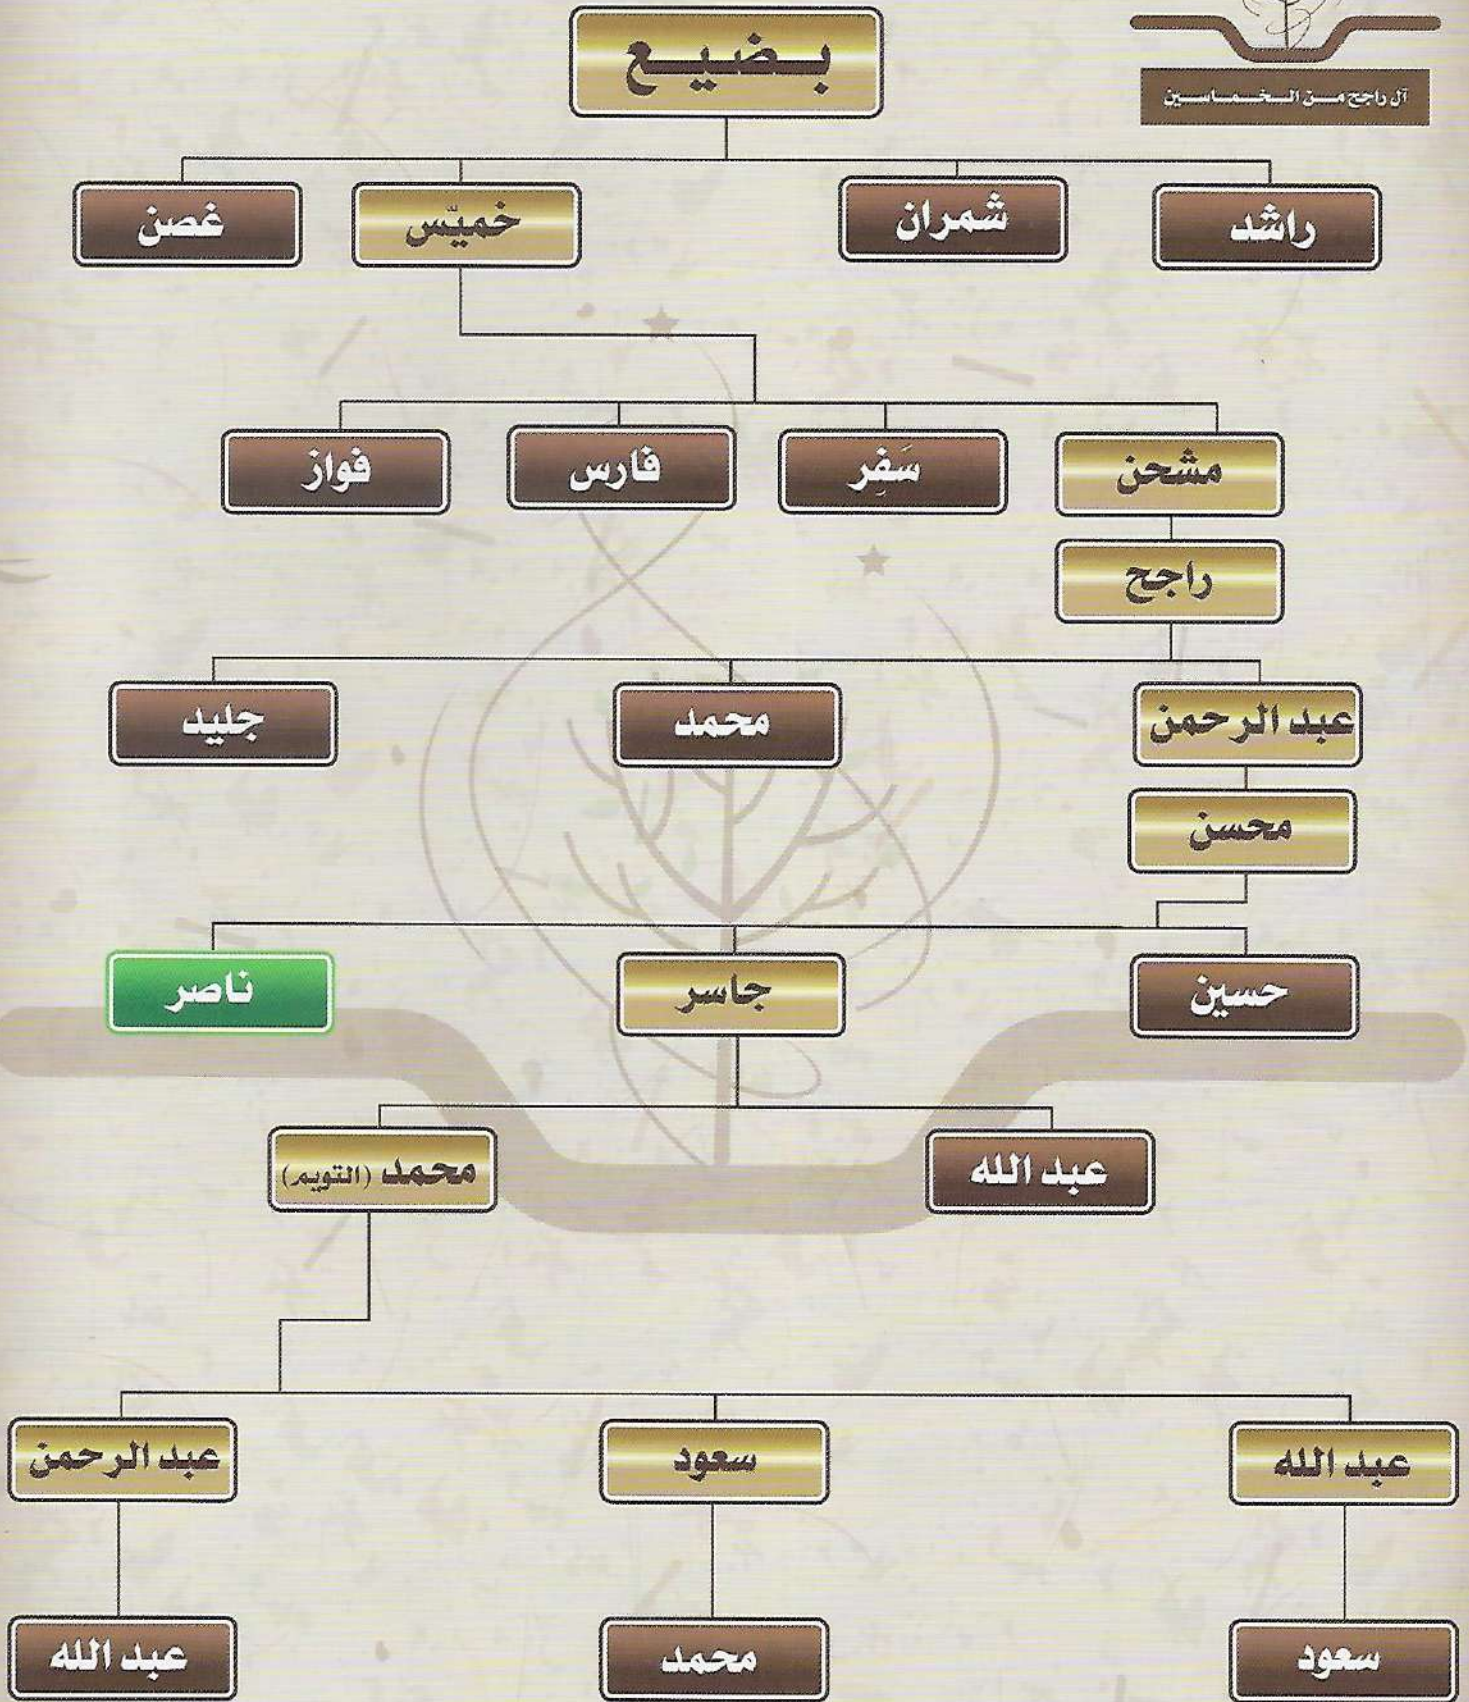 بضيع
آل راجح من الخماسين
راشد
شمران
خميّس
غصن
مشحن
سَفِر
فارس
فواز
راجح
عبد الرحمن
محمد
جليد
محسن
حسين
جاسر
ناصر
عبد الله
محمد (التويم)
عبد الله
سعود
عبد الرحمن
سعود
محمد
عبد الله